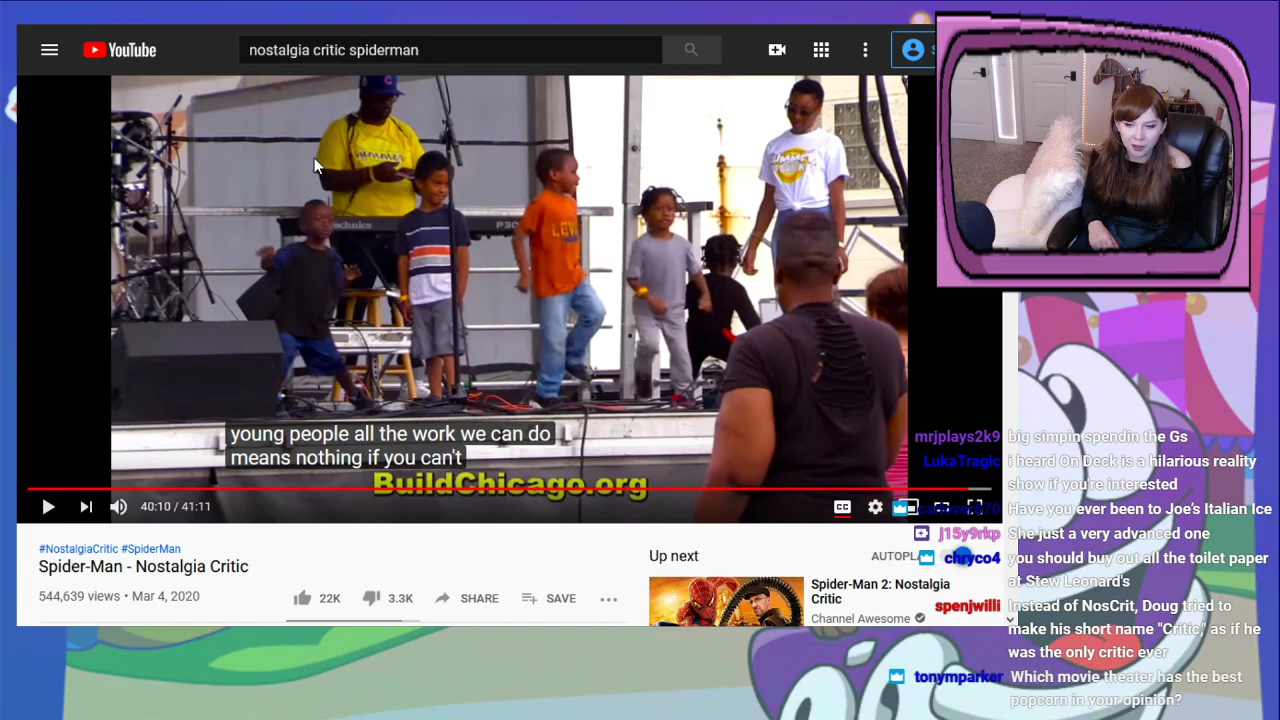 YouTube
nostalgia critic spiderman
LOVE
Technics
young people all the work we can do
means nothing if you can't
BuildChicago.org
40:10 / 41:11
CC
#NostalgiaCritic #SpiderMan
Spider-Man - Nostalgia Critic
544,639 views • Mar 4, 2020
22K
3.3K
SHARE
SAVE
Up next
Spider-Man 2: Nostalgia
Critic
Channel Awesome
mrjplays2k9 big simpin spendin the Gs
LukaTragic i heard On Deck is a hilarious reality
show if you're interested
Have you ever been to Joe's Italian Ice
j15y9rkp She just a very advanced one
chryco4 you should buy out all the toilet paper
at Stew Leonard's
spenjwilli Instead of NosCrit, Doug tried to
make his short name "Critic," as if he
was the only critic ever
tonymparker Which movie theater has the best
popcorn in your opinion?